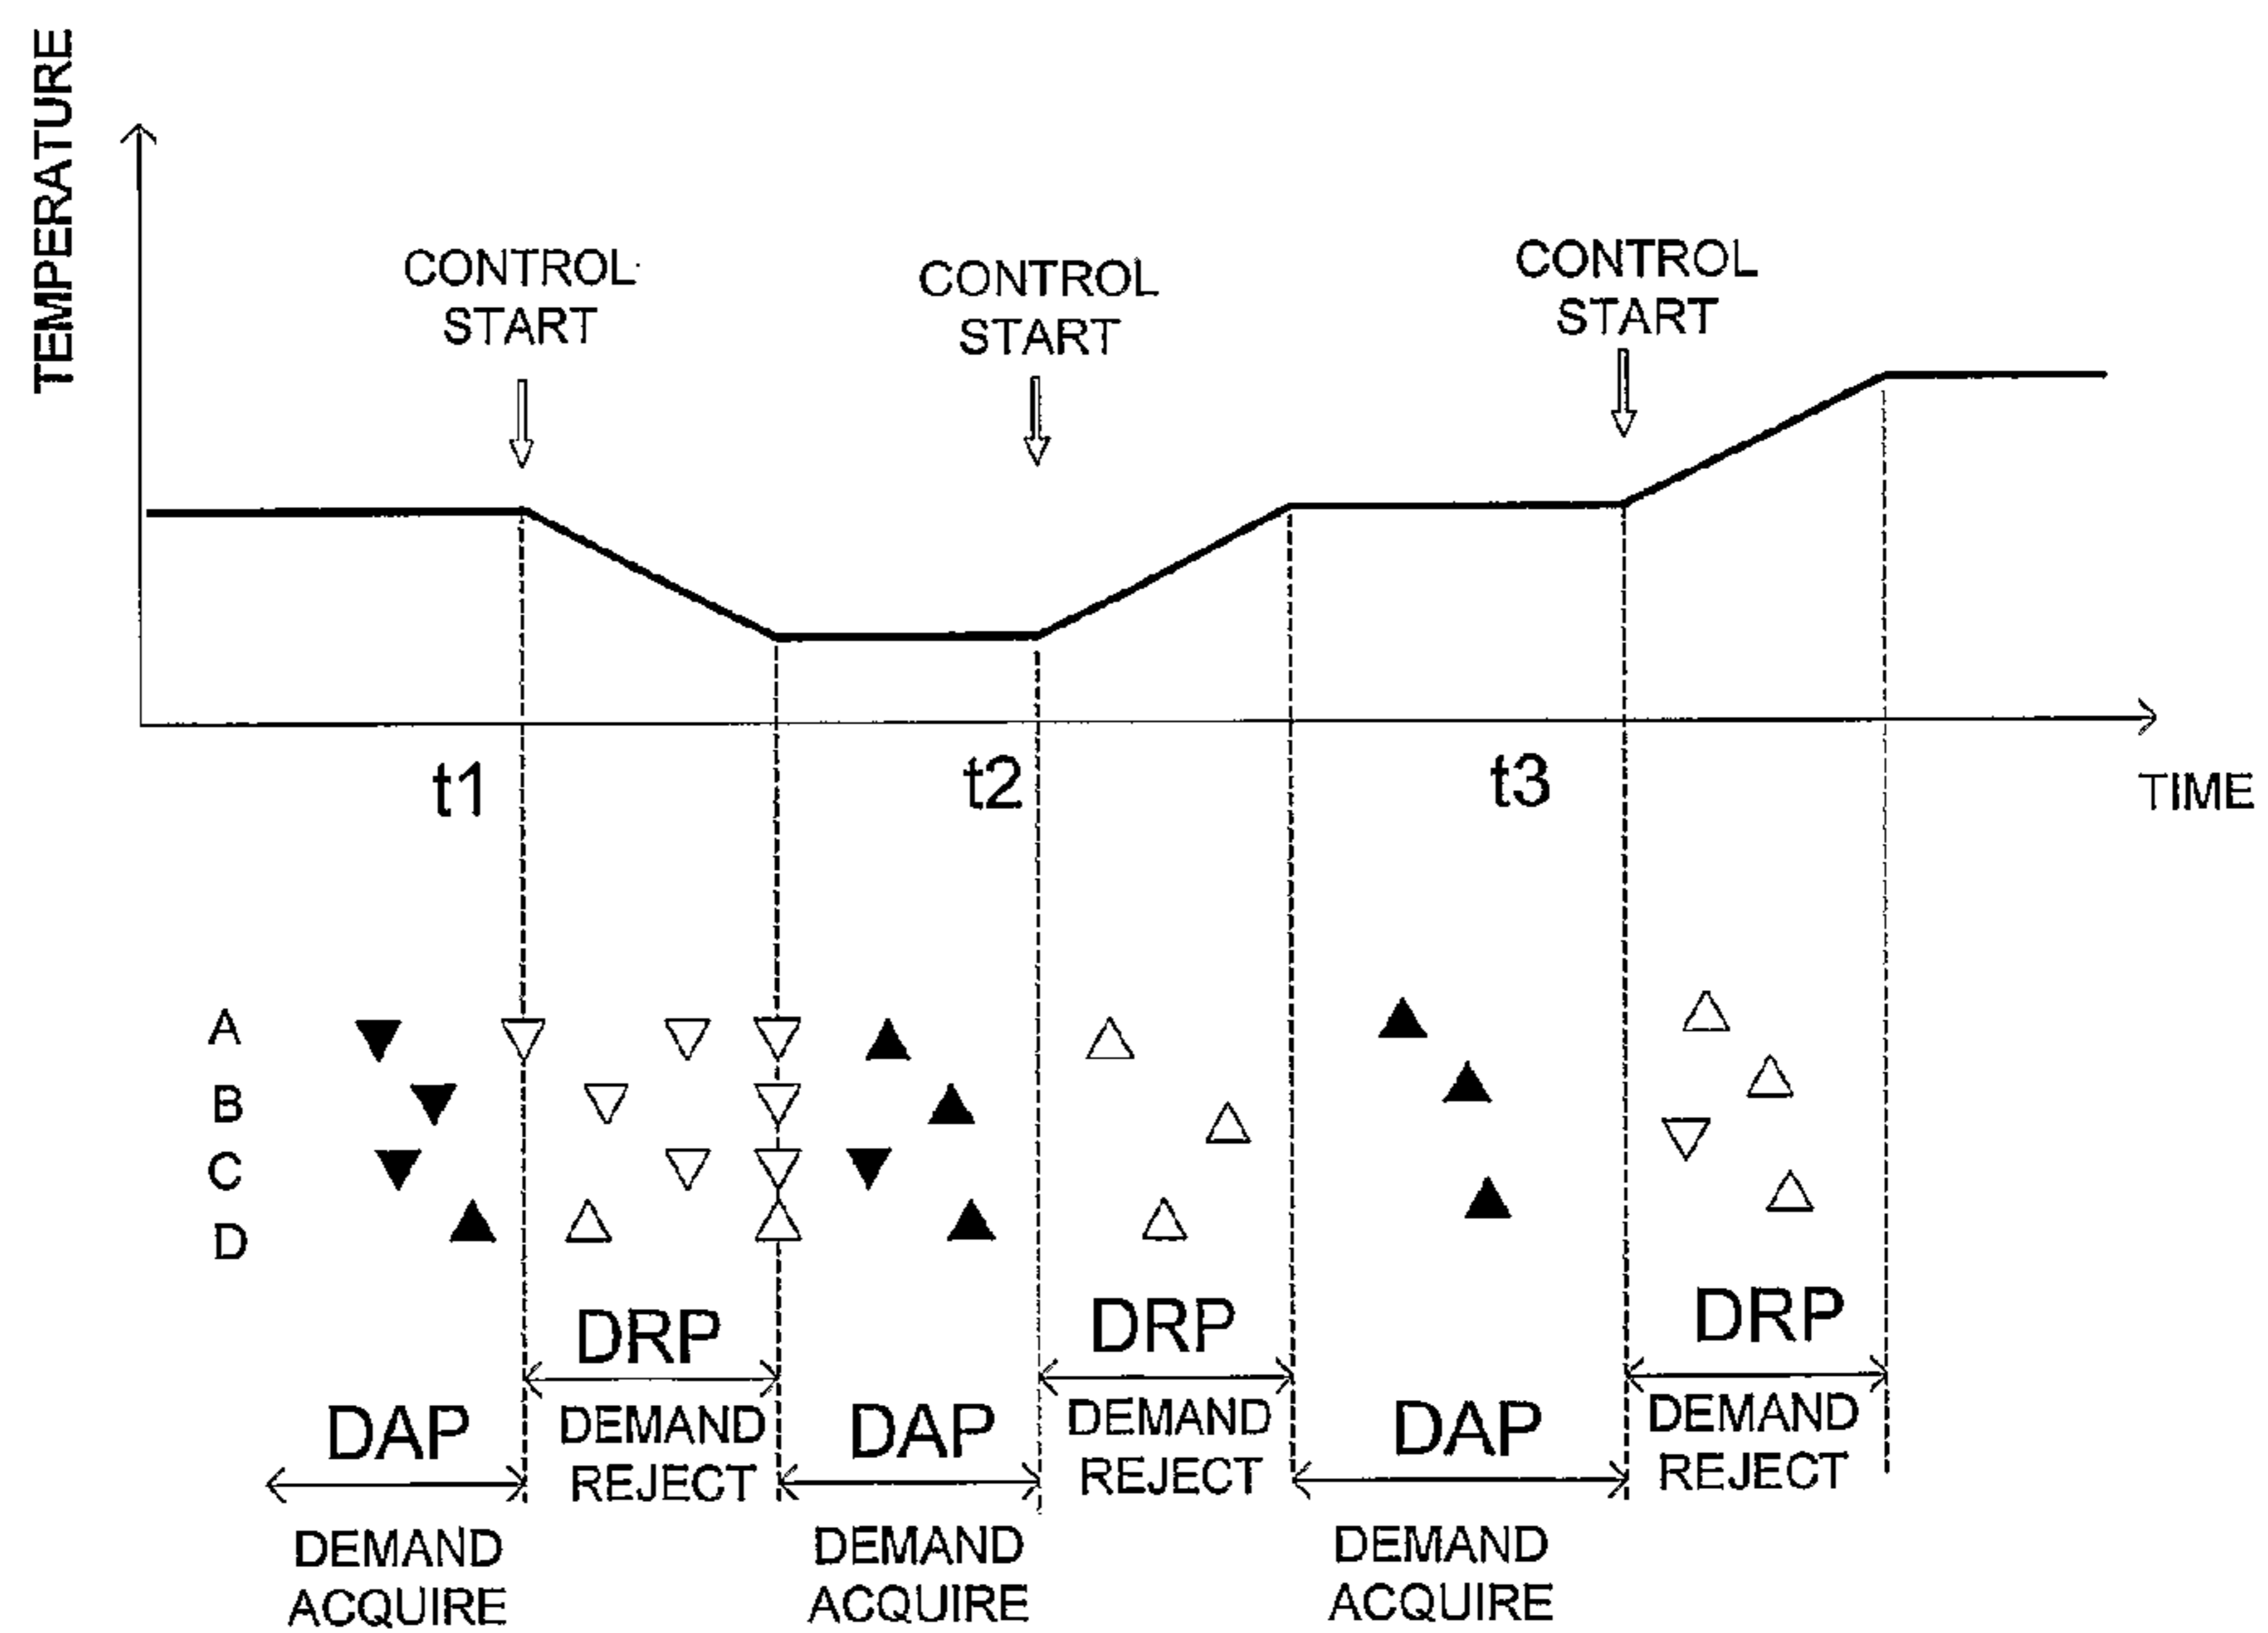 TEMPERATURE
CONTROL
START
CONTROL
START
CONTROL
START
t1
t2
t3
TIME
A
B
C
D
DRP
DRP
DRP
DAP
DEMAND
REJECT
DAP
DEMAND
REJECT
DAP
DEMAND
REJECT
DEMAND
ACQUIRE
DEMAND
ACQUIRE
DEMAND
ACQUIRE